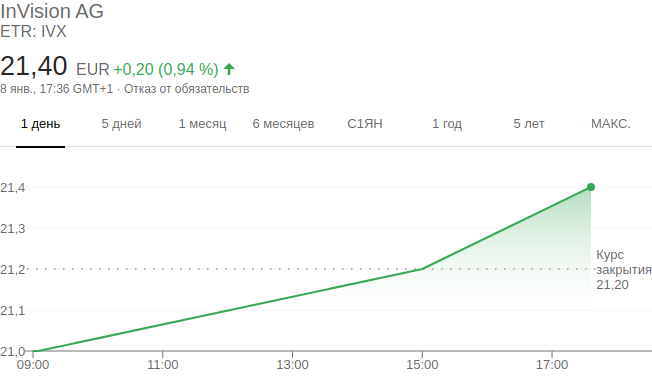 InVision AG
ETR: IVX
21,40 EUR +0,20 (0,94 %)
8 янв., 17:36 GMT+1 · Отказ от обязательств
1 день 5 дней 1 месяц 6 месяцев С1ЯН 1 год 5 лет МАКС.
21,4
21,3
21,2
21,1
21,0
Курс
закрытия
21,20
09:00 11:00 13:00 15:00 17:00